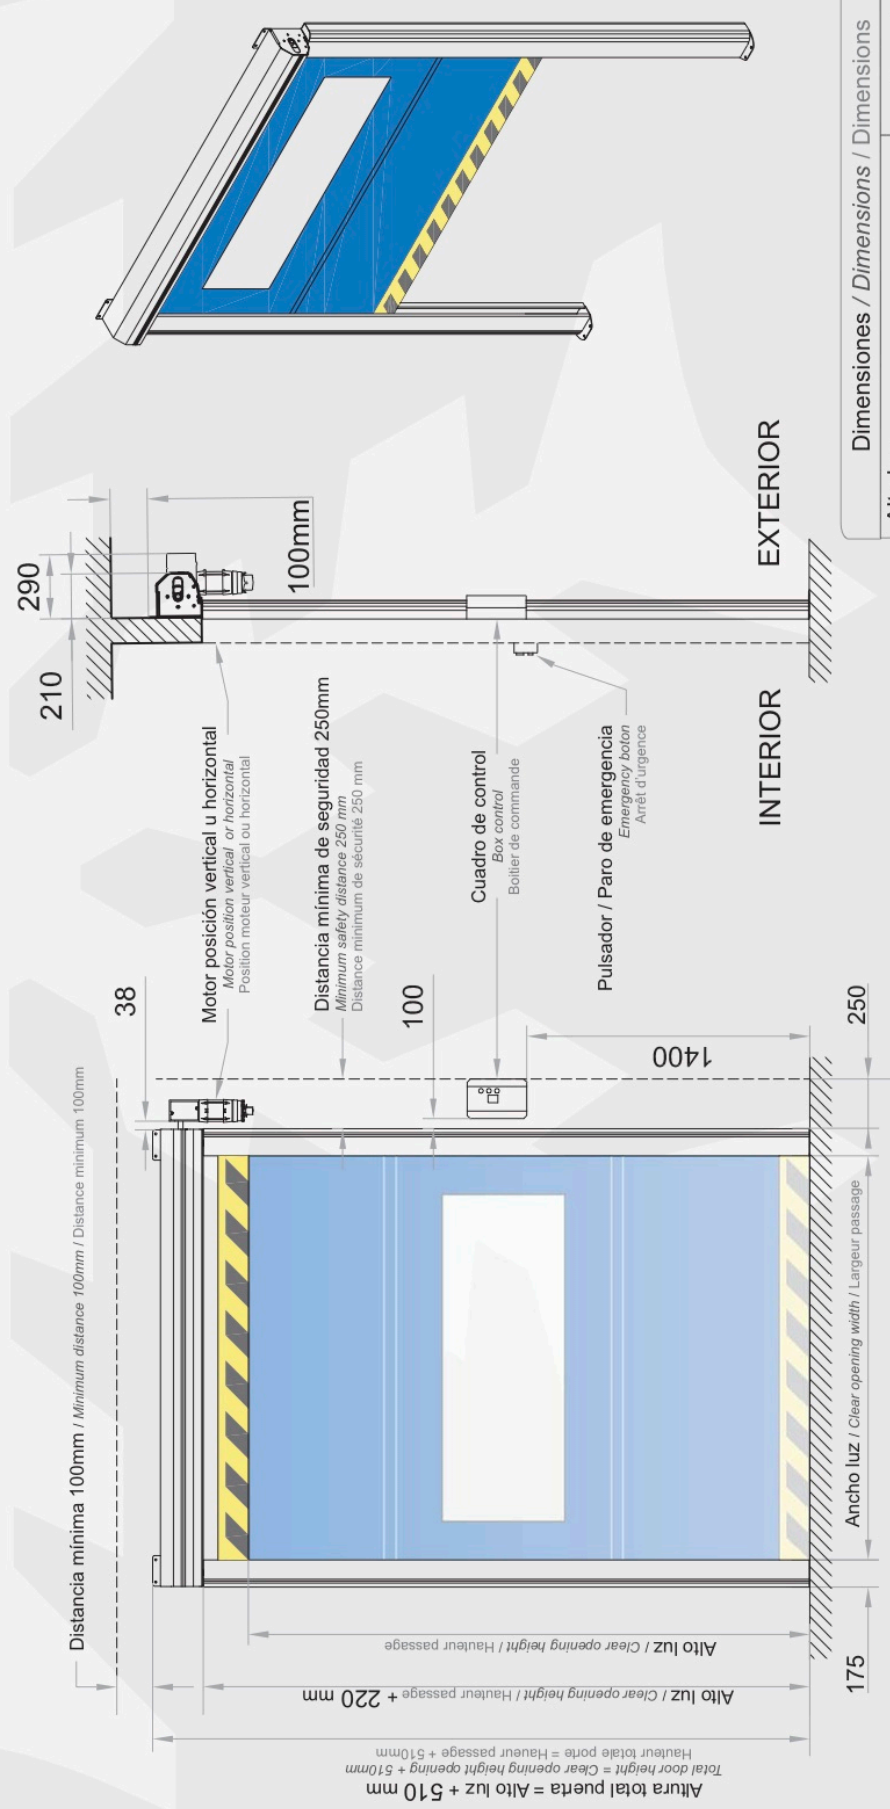 Distancia mínima 100mm / Minimum distance 100mm / Distance minimum 100mm
38
Motor posición vertical u horizontal
Motor position vertical or horizontal
Position moteur vertical ou horizontal
210
290
100mm
Distancia mínima de seguridad 250mm
Minimum safety distance 250 mm
Distance minimum de sécurité 250 mm
100
Cuadro de control
Box control
Boitier de commande
Pulsador / Paro de emergencia
Emergency boton
Arrêt d'urgence
1400
INTERIOR
EXTERIOR
Altura total puerta = Alto luz + 510 mm
Total door height = Clear opening height opening + 510mm
Hauteur totale porte = Haueur passage + 510mm
Alto luz / Clear opening height / Hauteur passage + 220 mm
Alto luz / Clear opening height / Hauteur passage
175
Ancho luz / Clear opening width / Largeur passage
250
Dimensiones / Dimensions / Dimensions